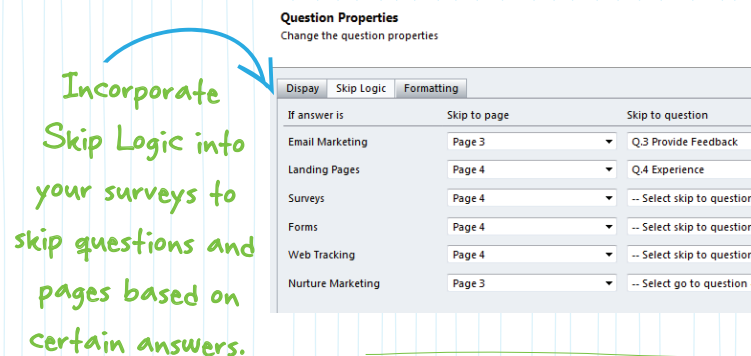 Question Properties
Change the question properties
Incorporate
Skip Logic into
your surveys to
skip questions and
pages based on
certain answers.
Dispay Skip Logic Formatting
If answer is Skip to page Skip to question
Email Marketing Page 3 Q.3 Provide Feedback
Landing Pages Page 4 Q.4 Experience
Surveys Page 4 -- Select skip to question
Forms Page 4 -- Select skip to question
Web Tracking Page 4 -- Select skip to question
Nurture Marketing Page 3 -- Select go to question